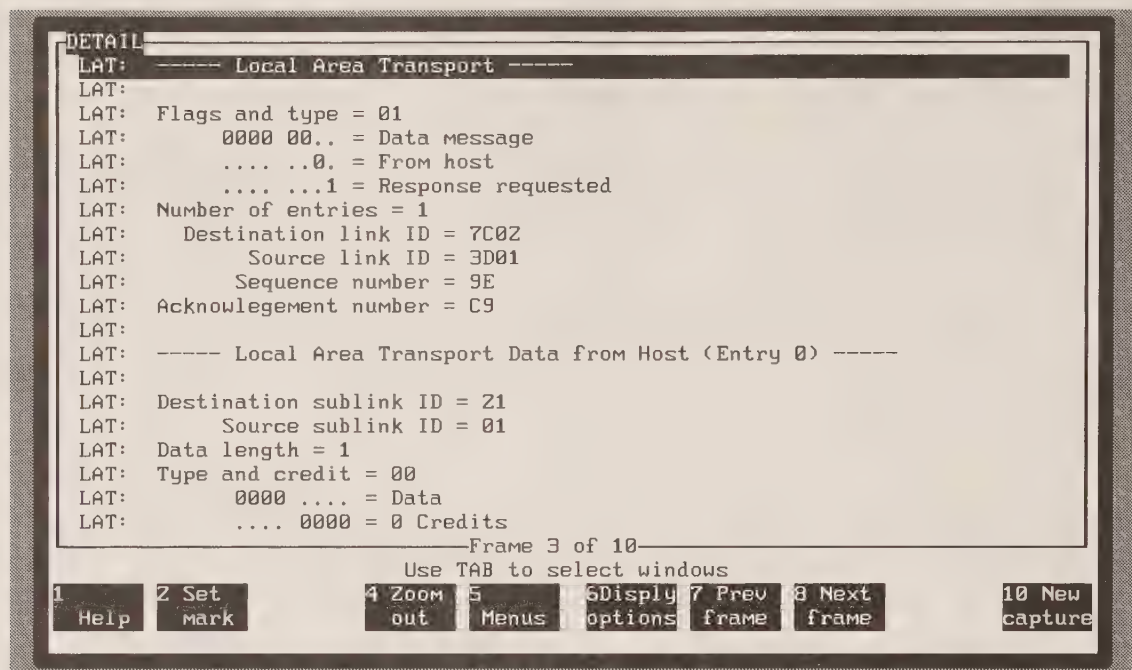 DETAIL
LAT: ----- Local Area Transport -----
LAT:
LAT: Flags and type = 01
LAT: 0000 00.. = Data message
LAT: .... ..0. = From host
LAT: .... ...1 = Response requested
LAT: Number of entries = 1
LAT: Destination link ID = 7C02
LAT: Source link ID = 3D01
LAT: Sequence number = 9E
LAT: Acknowlegement number = C9
LAT:
LAT: ----- Local Area Transport Data from Host (Entry 0) -----
LAT:
LAT: Destination sublink ID = 21
LAT: Source sublink ID = 01
LAT: Data length = 1
LAT: Type and credit = 00
LAT: 0000 .... = Data
LAT: .... 0000 = 0 Credits
Frame 3 of 10
Use TAB to select windows
1 2 Set 4 Zoom 5 6Disply 7 Prev 8 Next 10 New
Help mark out Menus options frame frame capture